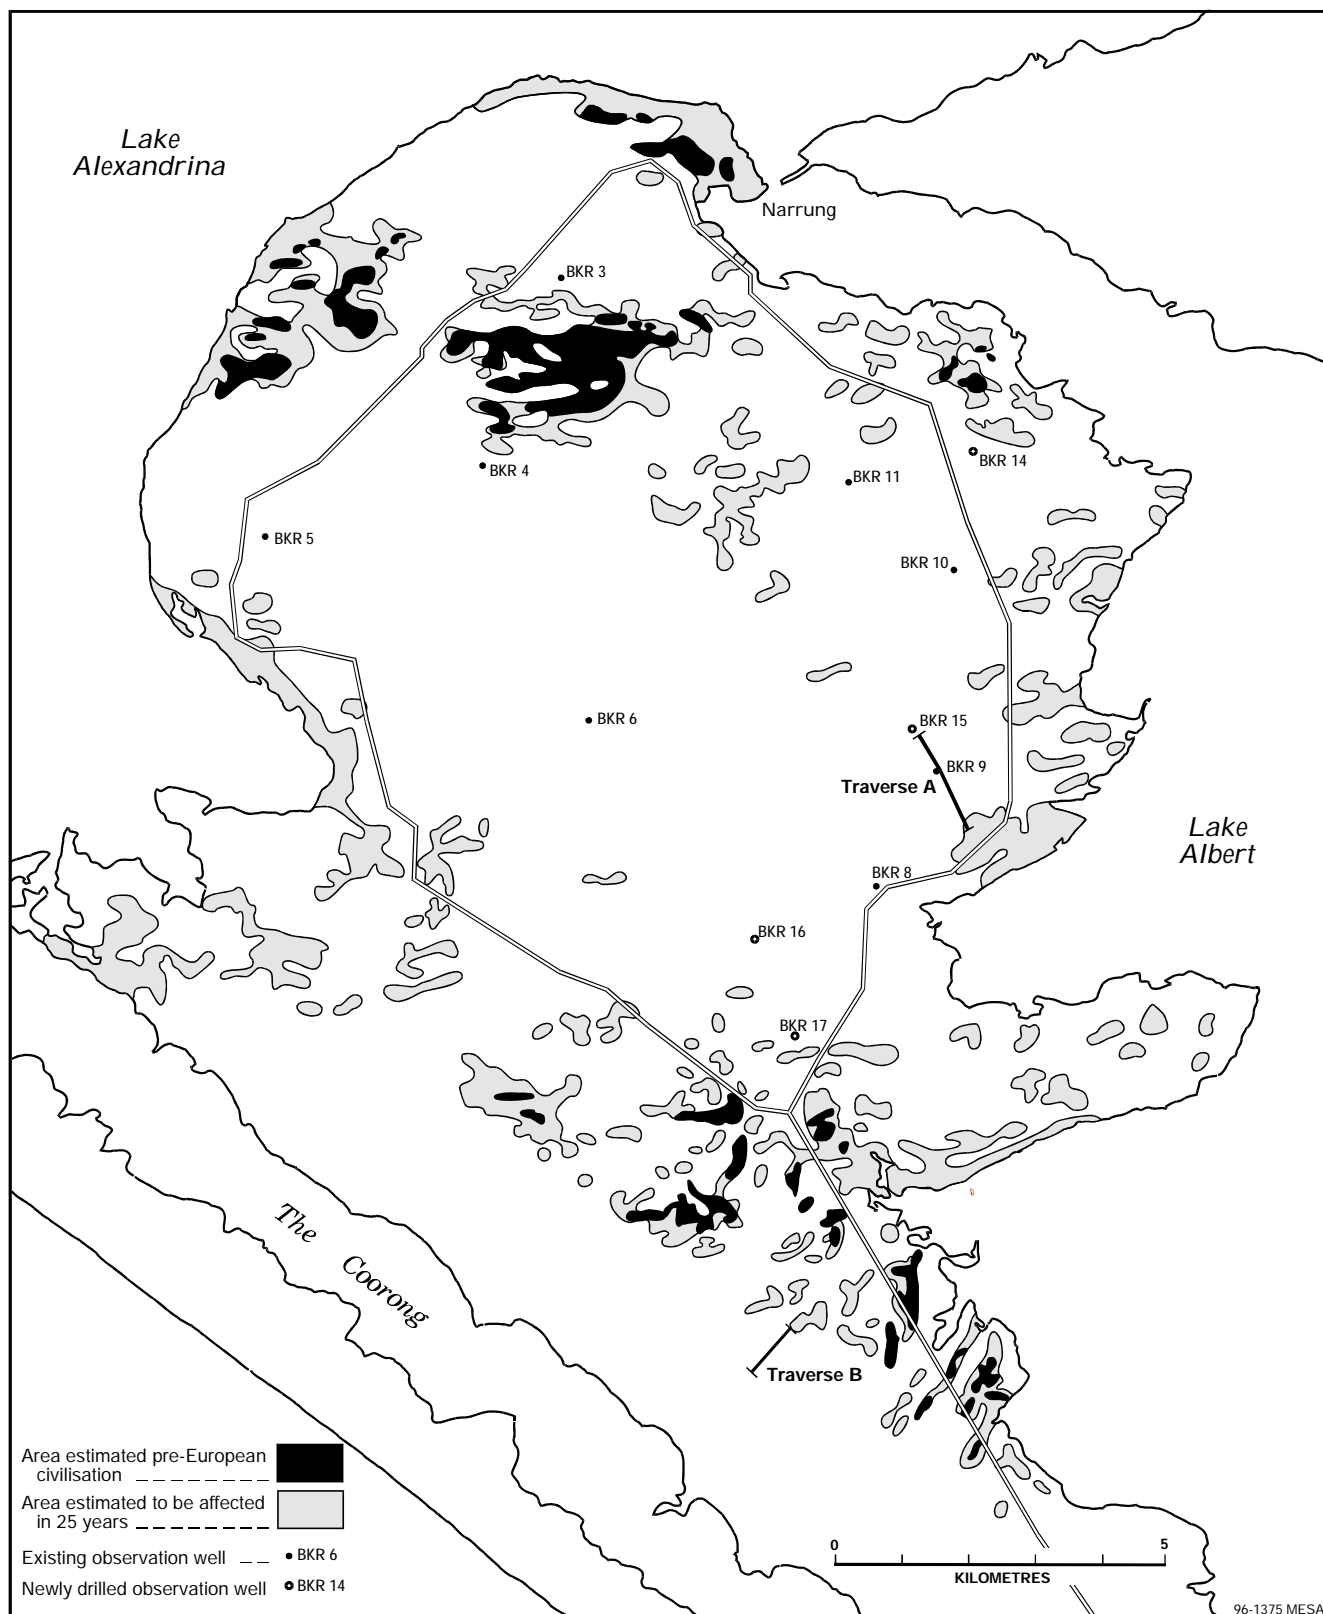 Lake
Alexandrina
Narrung
BKR 3
BKR 4
BKR 14
BKR 11
BKR 5
BKR 10
BKR 6
BKR 15
BKR 9
Traverse A
Lake
Albert
BKR 8
BKR 16
BKR 17
The Coorong
Traverse B
Area estimated pre-European
civilisation
Area estimated to be affected
in 25 years
Existing observation well
BKR 6
Newly drilled observation well
BKR 14
0 5
KILOMETRES
96-1375 MESA